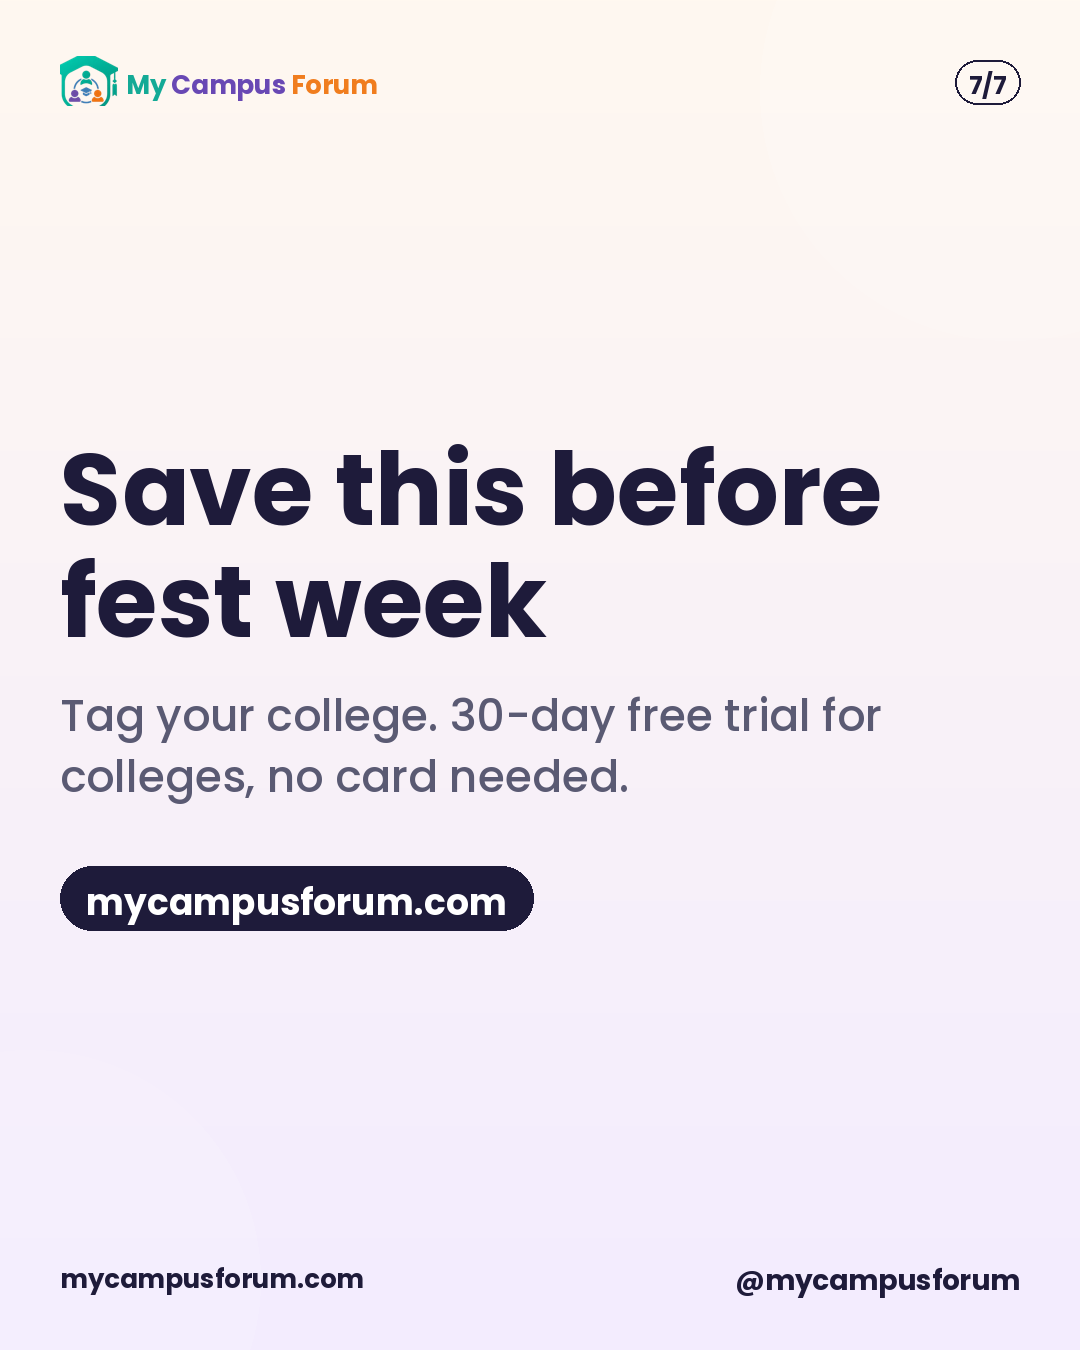 My Campus Forum
7/7
Save this before
fest week
Tag your college. 30-day free trial for
colleges, no card needed.
mycampusforum.com
mycampusforum.com
@mycampusforum